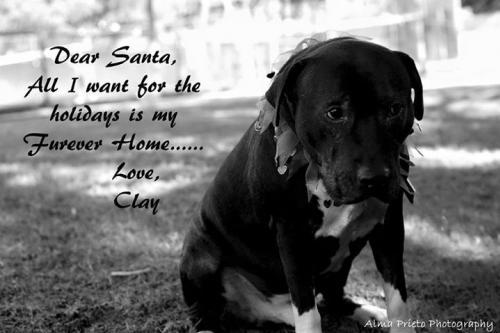 Dear Santa,
All I want for the
holidays is my
Furever Home......
Love,
Clay
Alma Prieto Photography